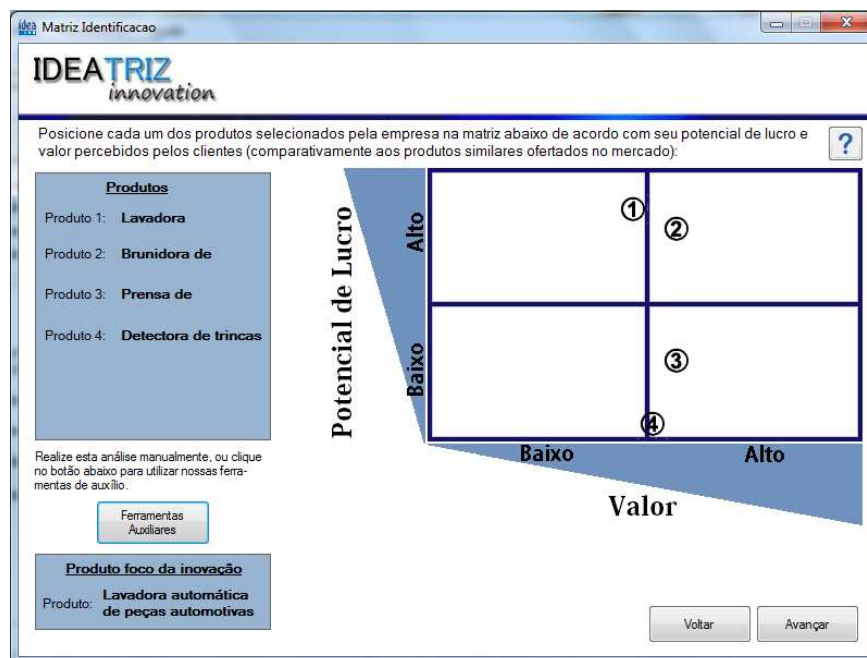 idea
Matriz Identificacao
IDEATRIZ
innovation
Posicione cada um dos produtos selecionados pela empresa na matriz abaixo de acordo com seu potencial de lucro e
valor percebidos pelos clientes (comparativamente aos produtos similares ofertados no mercado):
?
Produtos
Produto 1: Lavadora
Produto 2: Brunidora de
Produto 3: Prensa de
Produto 4: Detectora de trincas
Realize esta análise manualmente, ou clique
no botão abaixo para utilizar nossas ferra-
mentas de auxílio.
Ferramentas
Auxiliares
Produto foco da inovação
Produto: Lavadora automática
de peças automotivas
Potencial de Lucro
Alto
Baixo
1
2
3
4
Baixo
Alto
Valor
Voltar
Avançar